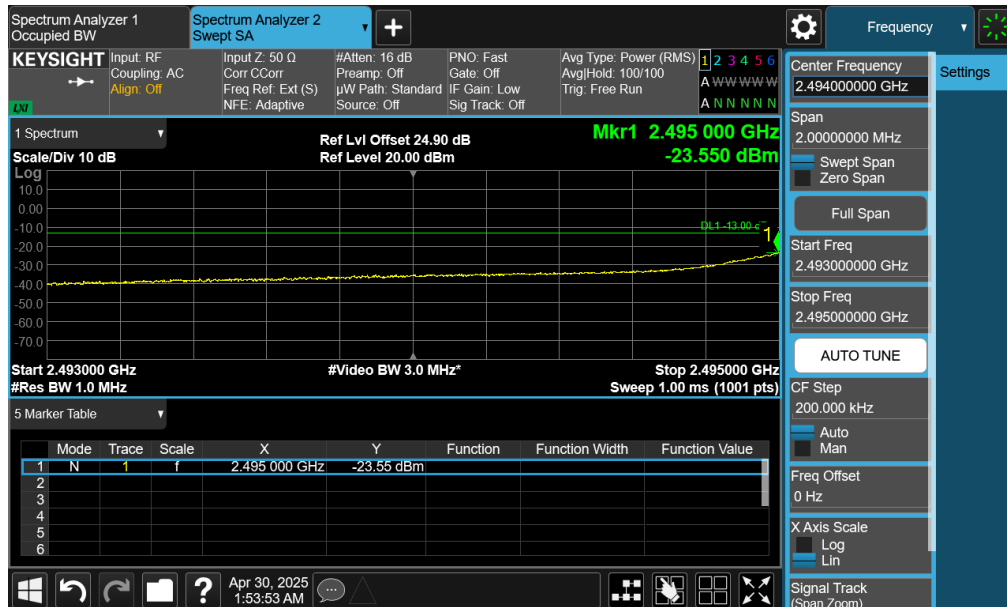 Spectrum Analyzer 1
Occupied BW
Spectrum Analyzer 2
Swept SA
Frequency
KEYSIGHT
LXI
Input: RF
Coupling: AC
Align: Off
Input Z: 50 Ω
Corr CCorr
Freq Ref: Ext (S)
NFE: Adaptive
#Atten: 16 dB
Preamp: Off
µW Path: Standard
Source: Off
PNO: Fast
Gate: Off
IF Gain: Low
Sig Track: Off
Avg Type: Power (RMS)
Avg|Hold: 100/100
Trig: Free Run
1 2 3 4 5 6
A W W W W W
A N N N N N
1 Spectrum
Scale/Div 10 dB
Ref Lvl Offset 24.90 dB
Ref Level 20.00 dBm
Mkr1 2.495 000 GHz
-23.550 dBm
Log
10.0
0.00
-10.0
-20.0
-30.0
-40.0
-50.0
-60.0
-70.0
DL1 -13.00
1
Start 2.493000 GHz
#Res BW 1.0 MHz
#Video BW 3.0 MHz*
Stop 2.495000 GHz
Sweep 1.00 ms (1001 pts)
5 Marker Table
Mode Trace Scale X Y Function Function Width Function Value
1 N 1 f 2.495 000 GHz -23.55 dBm
2
3
4
5
6
Apr 30, 2025
1:53:53 AM
Center Frequency
2.494000000 GHz
Settings
Span
2.00000000 MHz
Swept Span
Zero Span
Full Span
Start Freq
2.493000000 GHz
Stop Freq
2.495000000 GHz
AUTO TUNE
CF Step
200.000 kHz
Auto
Man
Freq Offset
0 Hz
X Axis Scale
Log
Lin
Signal Track
(Span Zoom)